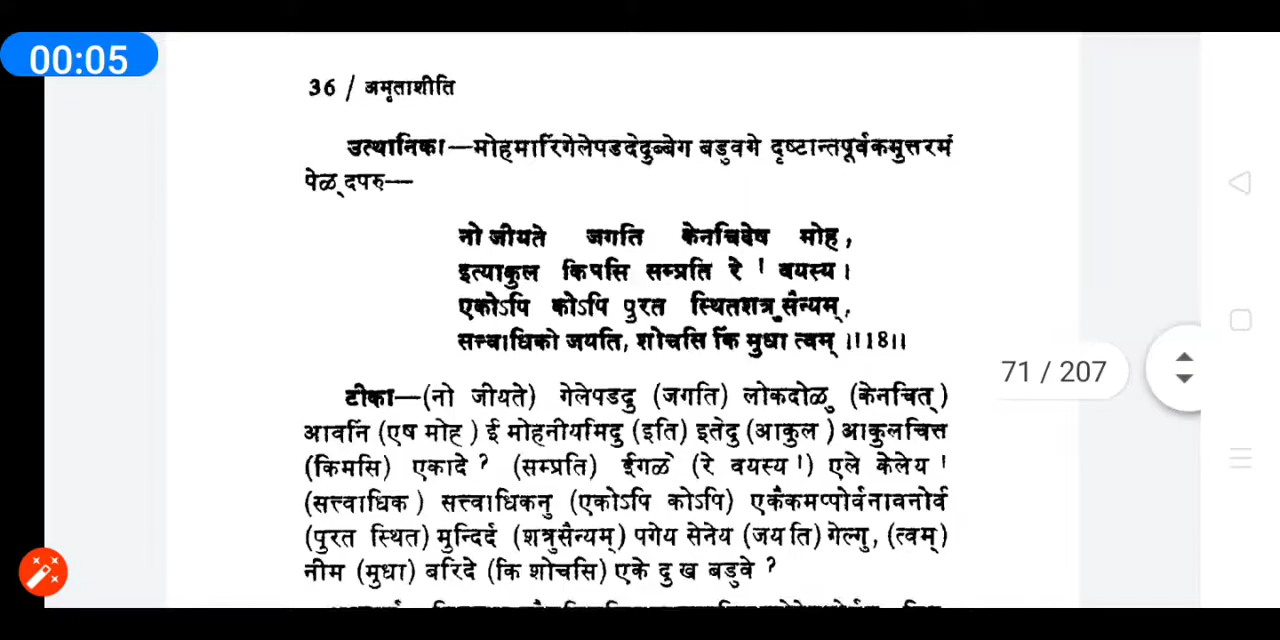 00:05
36 / अमृताशीति
उत्थानिका—मोहमारिंगेलेपडदेदुब्बेग बडुवगे दृष्टान्तपूर्वकमुत्तरमं
पेळ् दपरु—
नो जीयते जगति केनचिदेष मोह,
इत्याकुल किमसि सम्प्रति रे ! वयस्य।
एकोऽपि कोऽपि पुरत स्थितशत्रुसैन्यम्,
सत्त्वाधिको जयति, शोचसि किं मुधा त्वम् ।।18।।
71 / 207
टीका—(नो जीयते) गेलेपडदु (जगति) लोकदोळु (केनचित्)
आवनिं (एष मोह) ई मोहनीयमिदु (इति) इतेदु (आकुल) आकुलचित्त
(किमसि) एकादे ? (सम्प्रति) ईगळे (रे वयस्य !) एले केलेय !
(सत्त्वाधिक) सत्त्वाधिकनु (एकोऽपि कोऽपि) एकैकमप्पोर्वनावनोर्व
(पुरत स्थित) मुन्दिर्द (शत्रुसैन्यम्) पगेय सेनेय (जयति) गेल्गु, (त्वम्)
नीम (मुधा) बरिदे (कि शोचसि) एके दु ख बडुवे ?